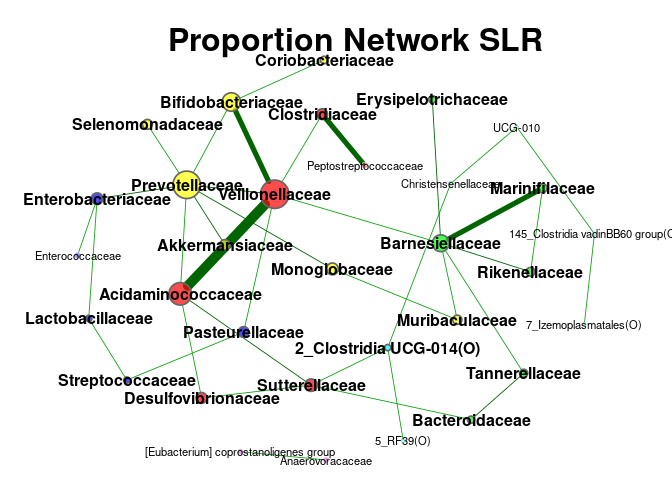 Proportion Network SLR
Coriobacteriaceae
Bifidobacteriaceae
Erysipelotrichaceae
Clostridiaceae
Selenomonadaceae
UCG-010
Peptostreptococcaceae
Christensenellaceae
Prevotellaceae
Marinifilaceae
Veillonellaceae
Enterobacteriaceae
145_Clostridia vadinBB60 group(O
Akkermansiaceae
Barnesiellaceae
Enterococcaceae
Monoglobaceae
Rikenellaceae
Acidaminococcaceae
Lactobacillaceae
Muribaculaceae
7_Izemoplasmatales(O)
Pasteurellaceae
2_Clostridia UCG-014(O)
Tannerellaceae
Streptococcaceae
Sutterellaceae
Desulfovibrionaceae
Bacteroidaceae
5_RF39(O)
[Eubacterium] coprostanoligenes group
Anaerovoracaceae